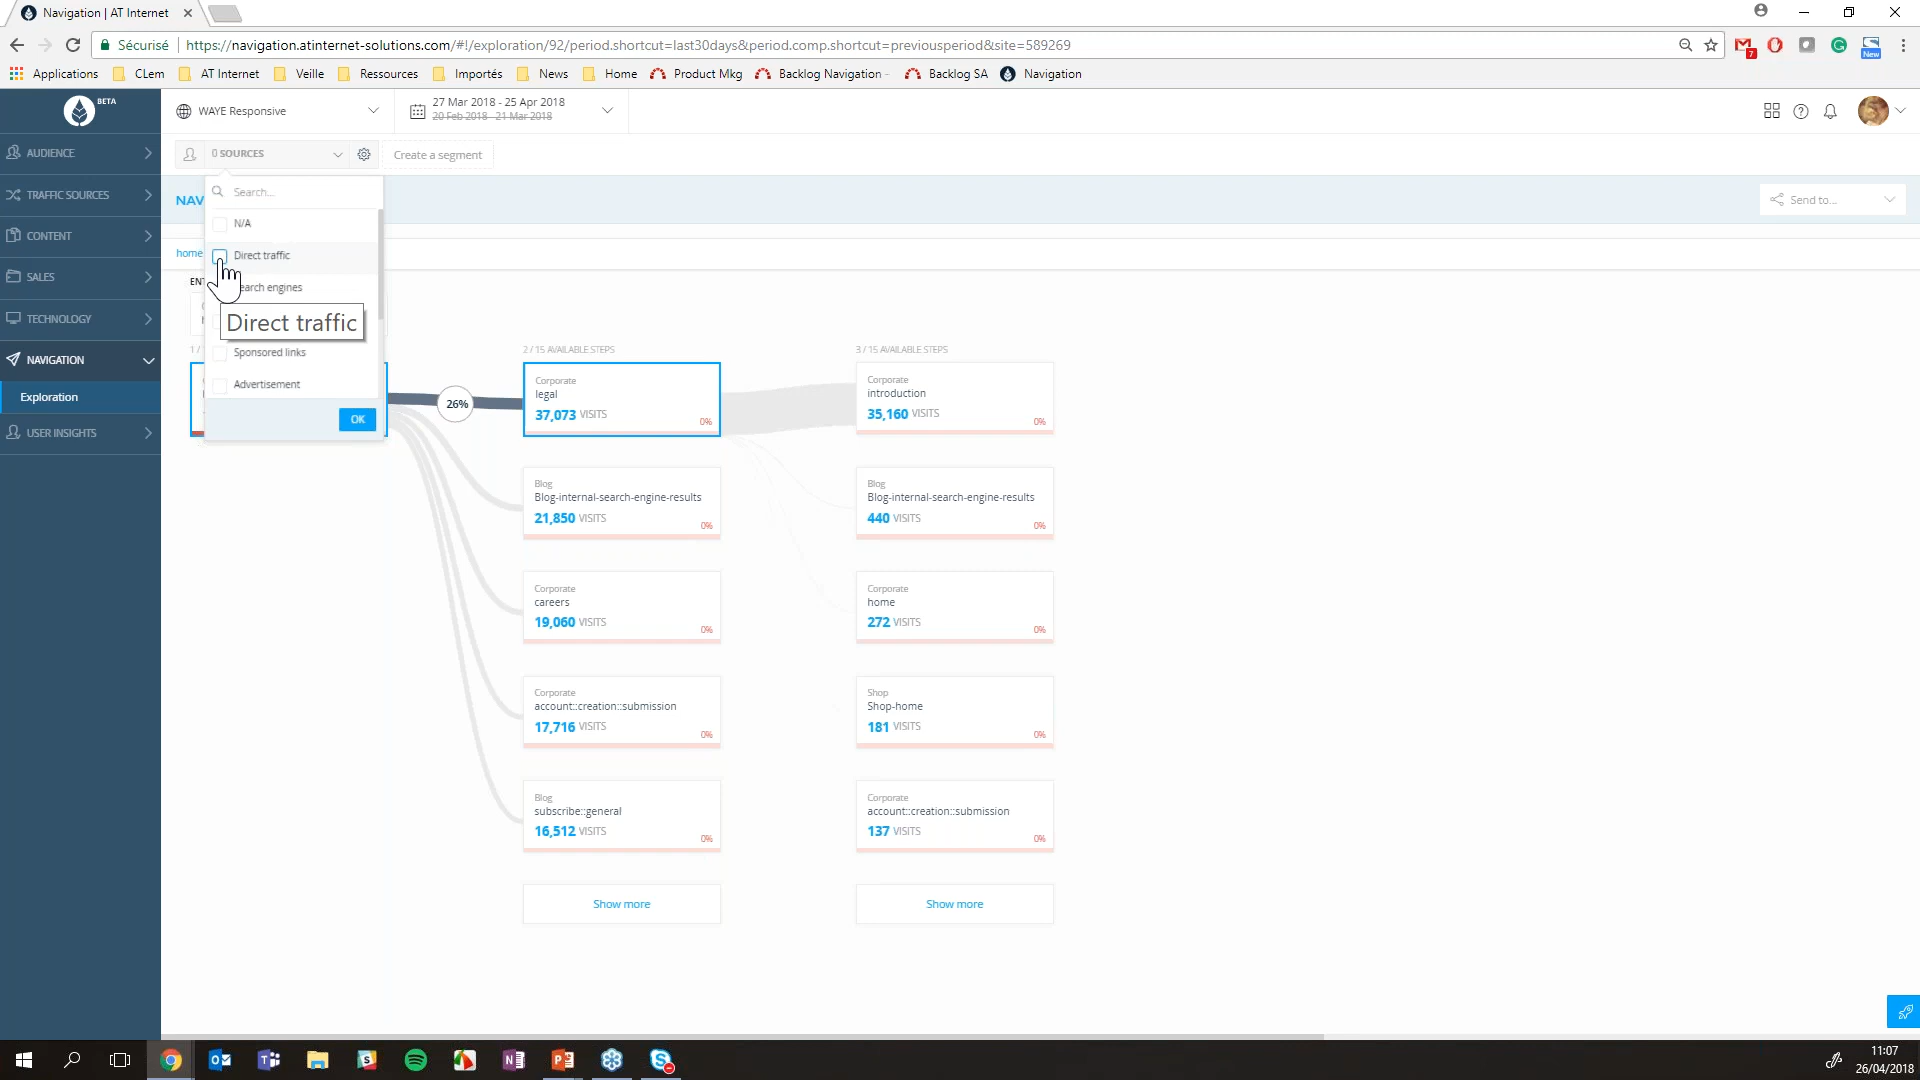 Navigation | AT Internet
Sécurisé
https://navigation.atinternet-solutions.com/#!/exploration/92/period.shortcut=last30days&period.comp.shortcut=previousperiod&site=589269
7
New
Applications
CLem
AT Internet
Veille
Ressources
Importés
News
Home
Product Mkg
Backlog Navigation -
Backlog SA
Navigation
BETA
WAYE Responsive
27 Mar 2018 - 25 Apr 2018
20 Feb 2018 - 21 Mar 2018
AUDIENCE
TRAFFIC SOURCES
CONTENT
SALES
TECHNOLOGY
NAVIGATION
Exploration
USER INSIGHTS
0 SOURCES
Create a segment
Search...
NAV
Send to...
N/A
home
Direct traffic
ENT
earch engines
Direct traffic
Sponsored links
Advertisement
OK
1 /
26%
2 / 15 AVAILABLE STEPS
Corporate
legal
37,073 VISITS
0%
Blog
Blog-internal-search-engine-results
21,850 VISITS
0%
Corporate
careers
19,060 VISITS
0%
Corporate
account::creation::submission
17,716 VISITS
0%
Blog
subscribe::general
16,512 VISITS
0%
Show more
3 / 15 AVAILABLE STEPS
Corporate
introduction
35,160 VISITS
0%
Blog
Blog-internal-search-engine-results
440 VISITS
0%
Corporate
home
272 VISITS
0%
Shop
Shop-home
181 VISITS
0%
Corporate
account::creation::submission
137 VISITS
0%
Show more
11:07
26/04/2018